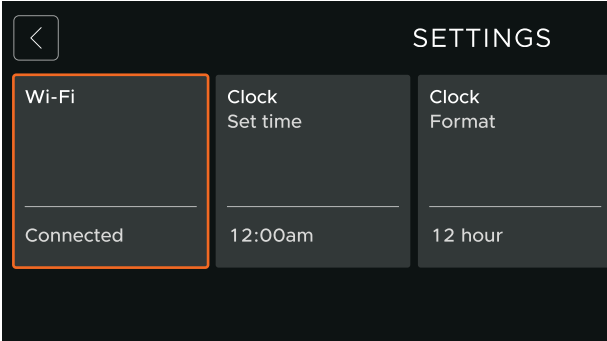 SETTINGS
Wi-Fi
Connected
Clock
Set time
12:00am
Clock
Format
12 hour